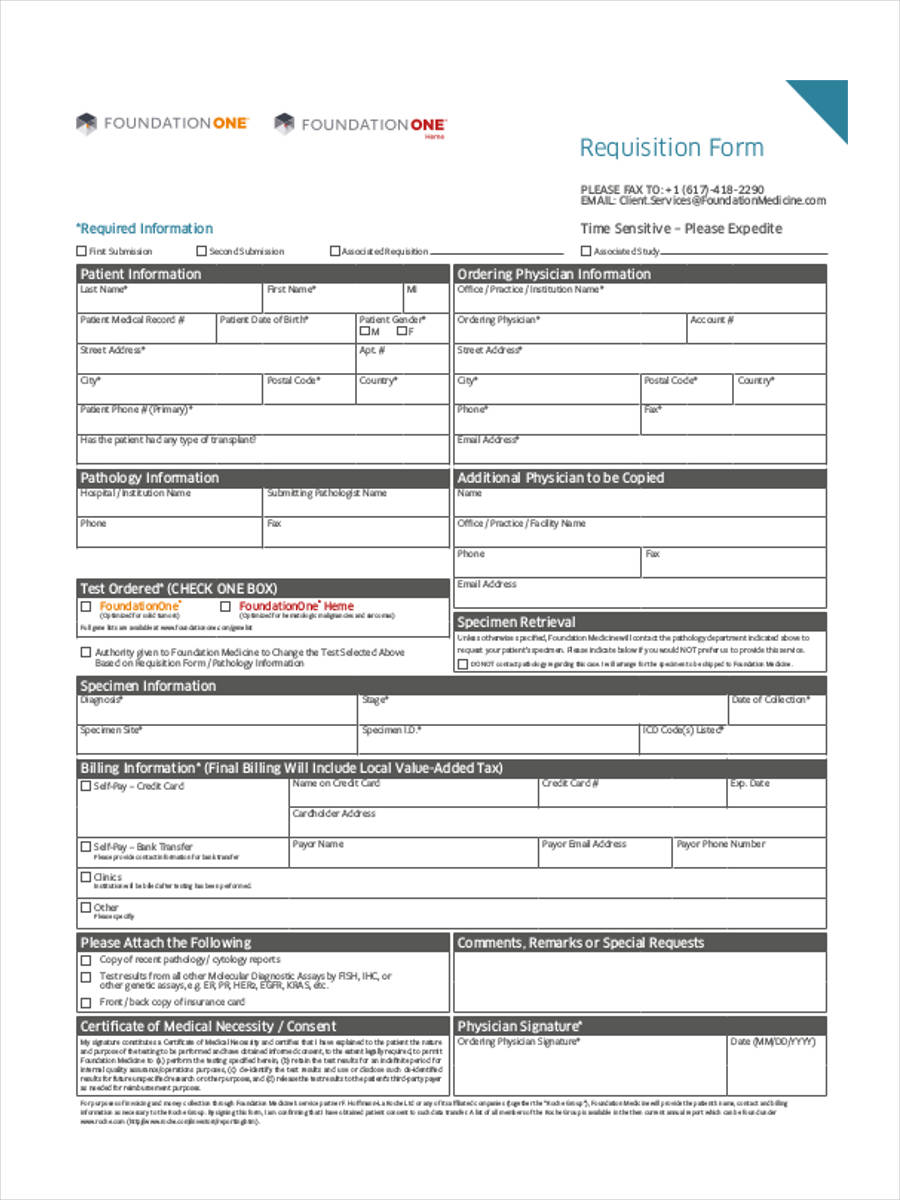 FOUNDATIONONE®
FOUNDATIONONE®
Heme
Requisition Form
PLEASE FAX TO: +1 (617)-418-2290
EMAIL: Client.Services@FoundationMedicine.com
*Required Information
Time Sensitive – Please Expedite
First Submission Second Submission Associated Requisition Associated Study
Patient Information
Last Name* First Name* MI
Patient Medical Record # Patient Date of Birth* Patient Gender*
M F
Street Address* Apt. #
City* Postal Code* Country*
Patient Phone # (Primary)*
Has the patient had any type of transplant?
Ordering Physician Information
Office / Practice / Institution Name*
Ordering Physician* Account #
Street Address*
City* Postal Code* Country*
Phone* Fax*
Email Address*
Pathology Information
Hospital / Institution Name Submitting Pathologist Name
Phone Fax
Additional Physician to be Copied
Name
Office / Practice / Facility Name
Phone Fax
Email Address
Test Ordered* (CHECK ONE BOX)
FoundationOne® FoundationOne® Heme
(Optimized for solid tumors) (Optimized for hematologic malignancies and sarcomas)
Full gene lists are available at www.foundationone.com/genelist
Authority given to Foundation Medicine to Change the Test Selected Above
Based on Requisition Form / Pathology Information
Specimen Retrieval
Unless otherwise specified, Foundation Medicine will contact the pathology department indicated above to
request your patient's specimen. Please indicate below if you would NOT prefer us to provide this service.
DO NOT contact pathology regarding this case. I will arrange for the specimen to be shipped to Foundation Medicine.
Specimen Information
Diagnosis* Stage* Date of Collection*
Specimen Site* Specimen I.D.* ICD Code(s) Listed*
Billing Information* (Final Billing Will Include Local Value-Added Tax)
Self-Pay – Credit Card Name on Credit Card Credit Card # Exp. Date
Cardholder Address
Self-Pay – Bank Transfer Payor Name Payor Email Address Payor Phone Number
Please provide contact information for bank transfer
Clinics
Institution will be billed after testing has been performed.
Other
Please specify
Please Attach the Following
Copy of recent pathology/ cytology reports
Test results from all other Molecular Diagnostic Assays by FISH, IHC, or
other genetic assays, e.g. ER, PR, HER2, EGFR, KRAS, etc.
Front / back copy of insurance card
Comments, Remarks or Special Requests
Certificate of Medical Necessity / Consent
My signature constitutes a Certificate of Medical Necessity and certifies that I have explained to the patient the nature
and purpose of the testing to be performed and have obtained informed consent, to the extent legally required, to permit
Foundation Medicine to (a) perform the testing specified herein, (b) retain the test results for an indefinite period for
internal quality assurance/operations purposes, (c) de-identify the test results and use or disclose such de-identified
results for future unspecified research or other purposes, and (d) release the test results to the patient's third-party payer
as needed for reimbursement purposes.
Physician Signature*
Ordering Physician Signature* Date (MM/DD/YYYY)
For purposes of invoicing and money collection through Foundation Medicine's service partner F. Hoffmann-La Roche Ltd or any of its affiliated companies (together the "Roche Group"), Foundation Medicine will provide the patient's name, contact and billing
information as necessary to the Roche Group. By signing this form, I am confirming that I have obtained patient consent to such data transfer. A list of all members of the Roche Group is available in the then current annual report which can be found under
www.roche.com